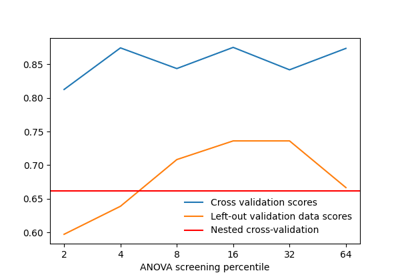 0.85
0.80
0.75
0.70
0.65
0.60
Cross validation scores
Left-out validation data scores
Nested cross-validation
2 4 8 16 32 64
ANOVA screening percentile